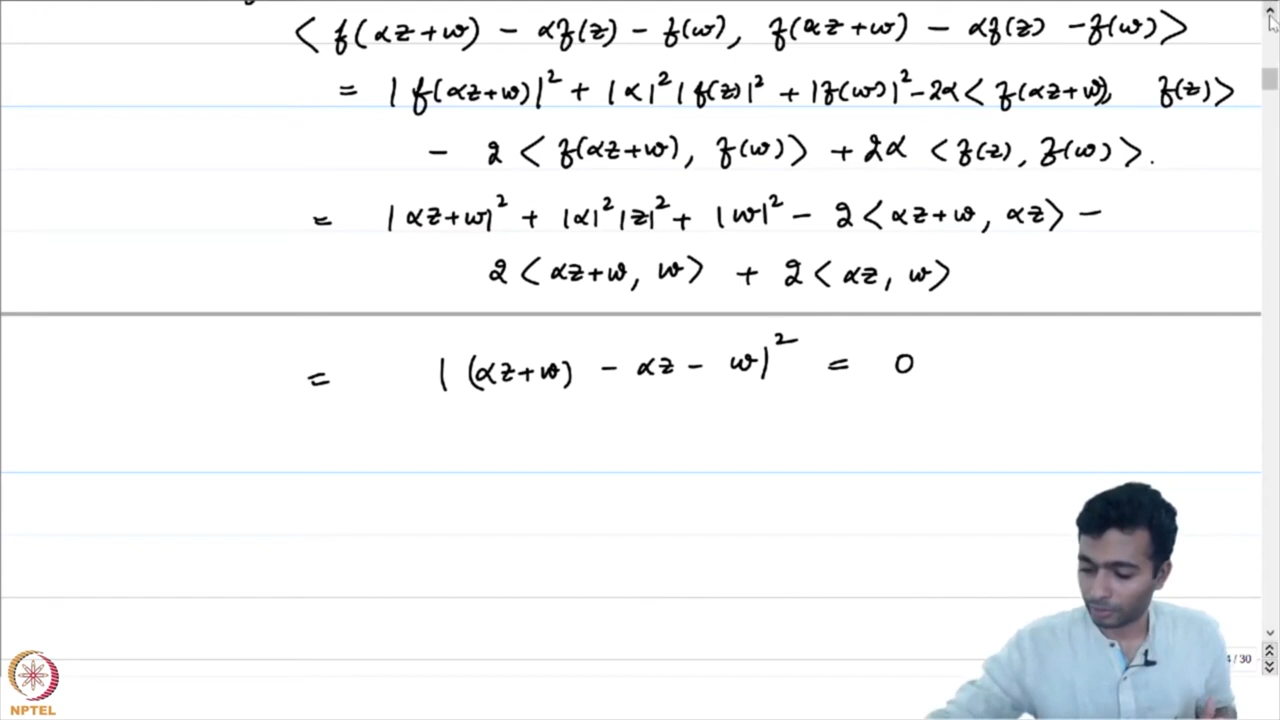 < f(αz+w) − αf(z) − f(w), f(αz+w) − αf(z) − f(w) >
= |f(αz+w)|² + |α|²|f(z)|² + |f(w)|² − 2α< f(αz+w), f(z) >
− 2 < f(αz+w), f(w) > + 2α < f(z), f(w) >.
= |αz+w|² + |α|²|z|² + |w|² − 2 < αz+w, αz > −
2 < αz+w, w > + 2 < αz, w >
= | (αz+w) − αz − w|² = 0
/ 30
NPTEL